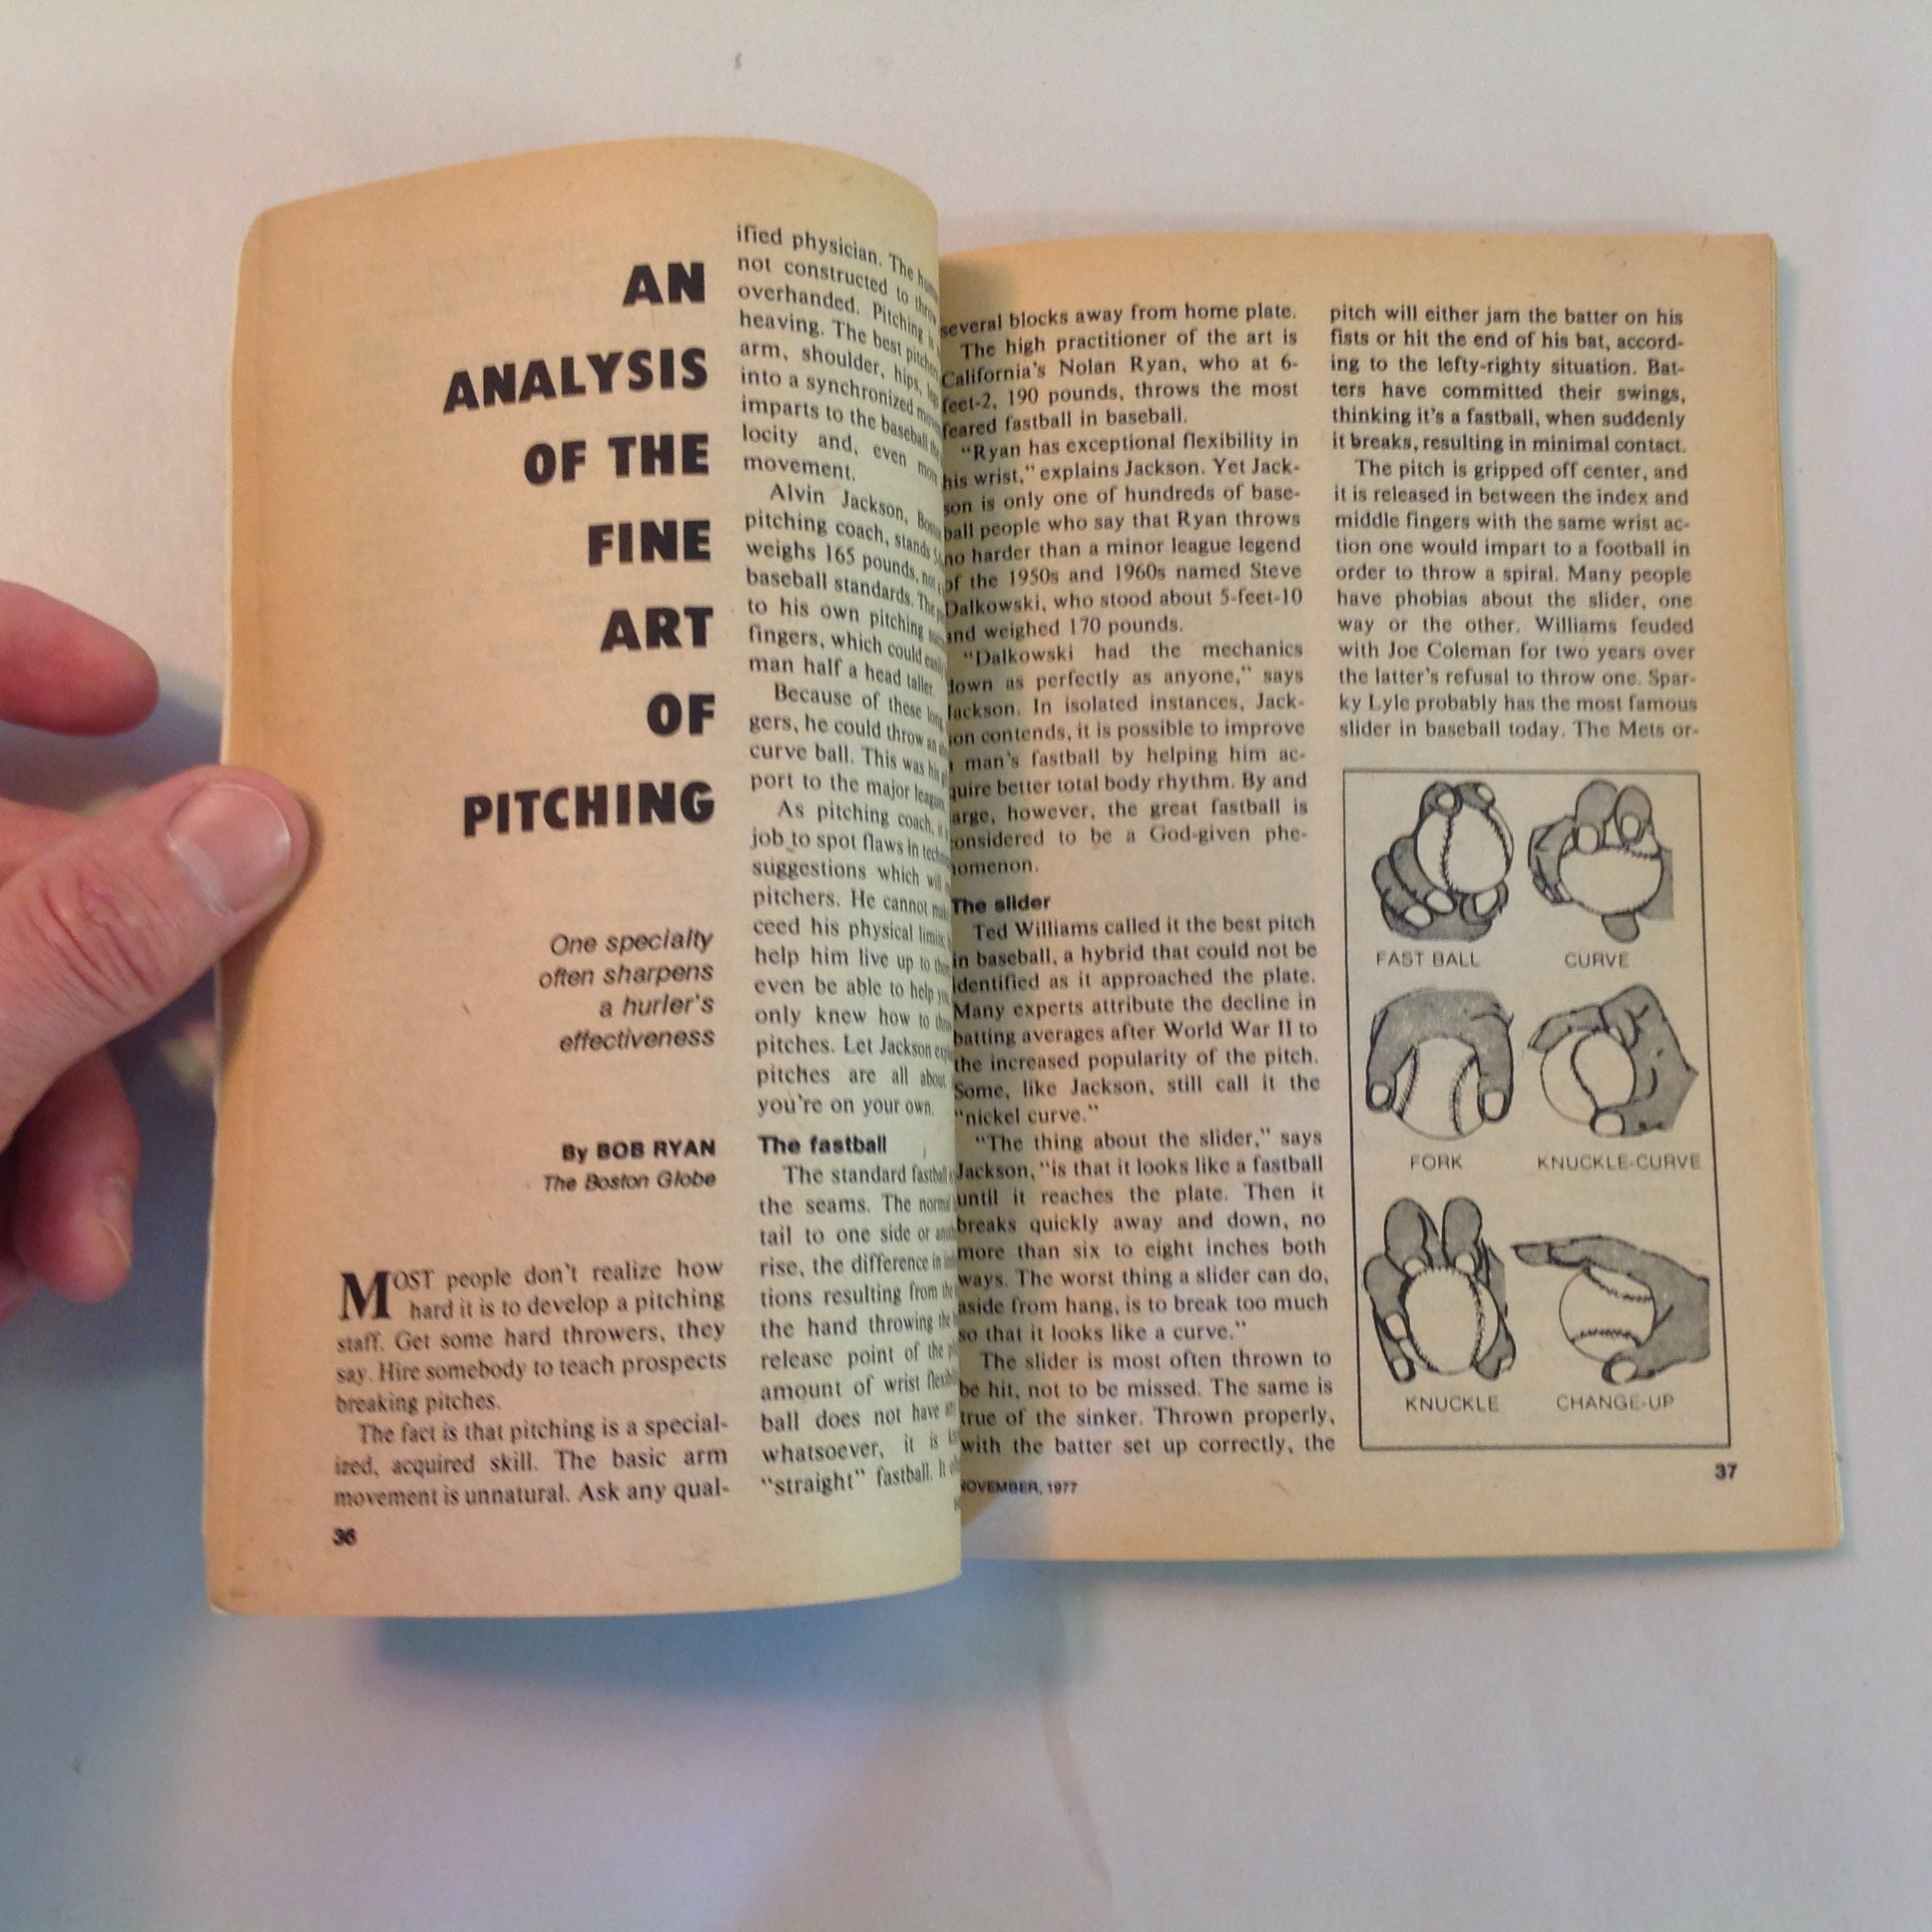 AN
ANALYSIS
OF THE
FINE
ART
OF
PITCHING
One specialty
often sharpens
a hurler's
effectiveness
By BOB RYAN
The Boston Globe
MOST people don't realize how
hard it is to develop a pitching
staff. Get some hard throwers, they
say. Hire somebody to teach prospects
breaking pitches.
The fact is that pitching is a special-
ized, acquired skill. The basic arm
movement is unnatural. Ask any qual-
36
ified physician. The
not constructed to throw
overhanded. Pitching is
heaving. The best
arm, shoulder, hips,
into a synchronized
imparts to the baseball
locity and, even more
movement.
Alvin Jackson,
pitching coach, stands
weighs 165 pounds, not
baseball standards. The
to his own pitching
fingers, which could
man half a head taller.
Because of these
gers, he could throw an
curve ball. This was his
port to the major
As pitching coach,
job to spot flaws in
suggestions which will
pitchers. He cannot
ceed his physical limits,
help him live up to
even be able to help
only knew how to
pitches. Let Jackson
pitches are all about.
you're on your own.
The fastball
The standard fastball
the seams. The normal
tail to one side or
rise, the difference in
tions resulting from the
the hand throwing the
release point of the
amount of wrist
ball does not have
whatsoever, it is
"straight" fastball. It
several blocks away from home plate.
The high practitioner of the art is
California's Nolan Ryan, who at 6-
feet-2, 190 pounds, throws the most
feared fastball in baseball.
"Ryan has exceptional flexibility in
his wrist," explains Jackson. Yet Jack-
son is only one of hundreds of base-
ball people who say that Ryan throws
no harder than a minor league legend
of the 1950s and 1960s named Steve
Dalkowski, who stood about 5-feet-10
and weighed 170 pounds.
"Dalkowski had the mechanics
down as perfectly as anyone," says
Jackson. In isolated instances, Jack-
son contends, it is possible to improve
man's fastball by helping him ac-
quire better total body rhythm. By and
large, however, the great fastball is
considered to be a God-given phe-
nomenon.
The slider
Ted Williams called it the best pitch
in baseball, a hybrid that could not be
identified as it approached the plate.
Many experts attribute the decline in
batting averages after World War II to
the increased popularity of the pitch.
Some, like Jackson, still call it the
"nickel curve."
"The thing about the slider," says
Jackson, "is that it looks like a fastball
until it reaches the plate. Then it
breaks quickly away and down, no
more than six to eight inches both
ways. The worst thing a slider can do,
aside from hang, is to break too much
so that it looks like a curve."
The slider is most often thrown to
be hit, not to be missed. The same is
true of the sinker. Thrown properly,
with the batter set up correctly, the
NOVEMBER, 1977
pitch will either jam the batter on his
fists or hit the end of his bat, accord-
ing to the lefty-righty situation. Bat-
ters have committed their swings,
thinking it's a fastball, when suddenly
it breaks, resulting in minimal contact.
The pitch is gripped off center, and
it is released in between the index and
middle fingers with the same wrist ac-
tion one would impart to a football in
order to throw a spiral. Many people
have phobias about the slider, one
way or the other. Williams feuded
with Joe Coleman for two years over
the latter's refusal to throw one. Spar-
ky Lyle probably has the most famous
slider in baseball today. The Mets or-
FAST BALL CURVE
FORK KNUCKLE-CURVE
KNUCKLE CHANGE-UP
37